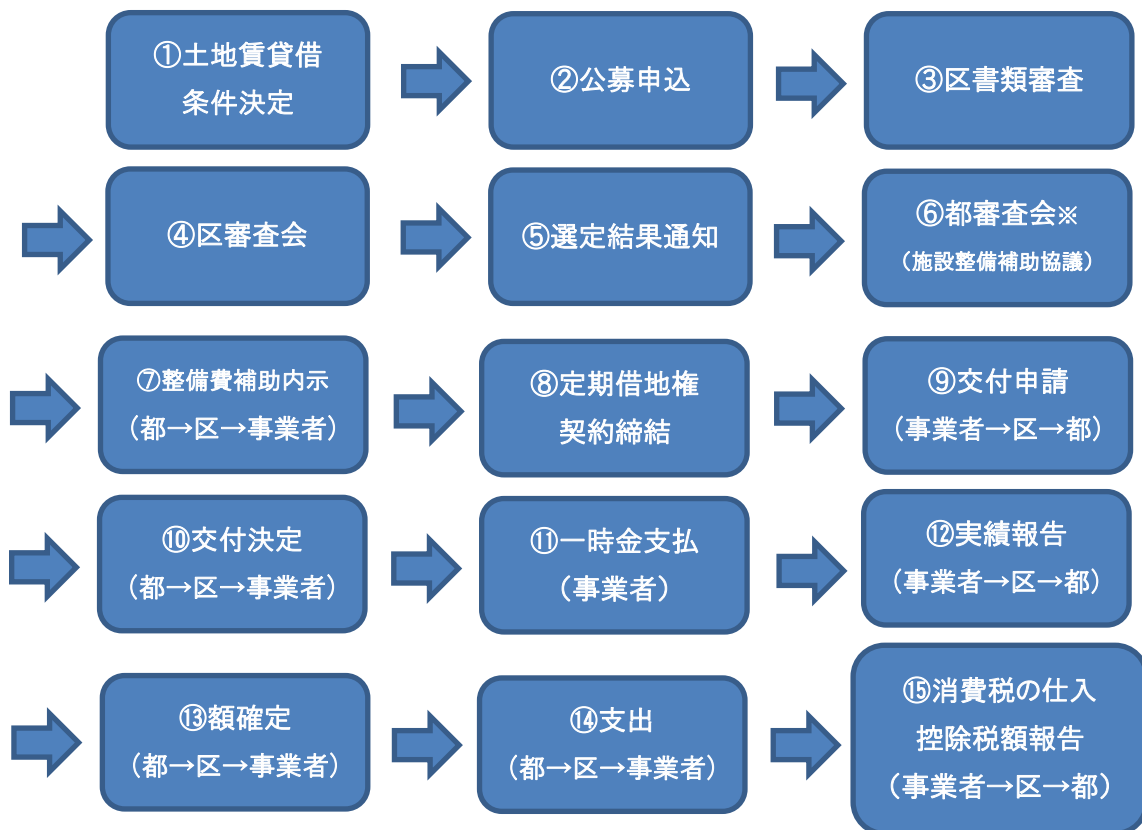 ①土地賃貸借
条件決定
②公募申込
③区書類審査
④区審査会
⑤選定結果通知
⑥都審査会※
（施設整備補助協議）
⑦整備費補助内示
（都→区→事業者）
⑧定期借地権
契約締結
⑨交付申請
（事業者→区→都）
⑩交付決定
（都→区→事業者）
⑪一時金支払
（事業者）
⑫実績報告
（事業者→区→都）
⑬額確定
（都→区→事業者）
⑭支出
（都→区→事業者）
⑮消費税の仕入
控除税額報告
（事業者→区→都）